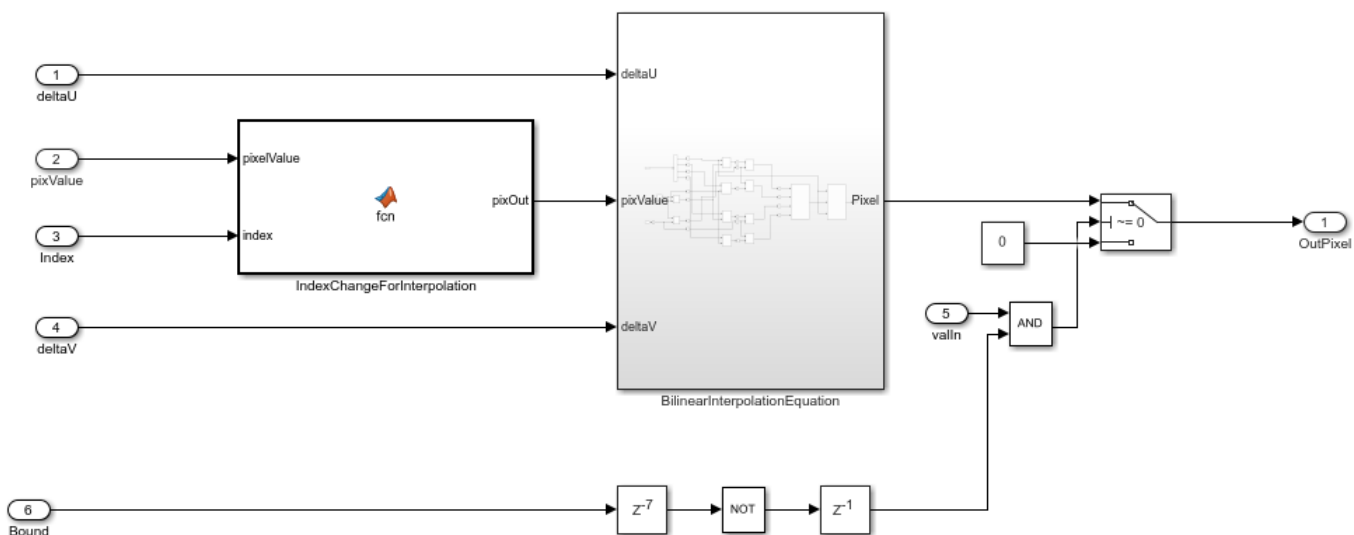 1
deltaU
2
pixValue
3
Index
4
deltaV
pixelValue
index
fcn
pixOut
IndexChangeForInterpolation
deltaU
pixValue
deltaV
Pixel
BilinearInterpolationEquation
0
~= 0
1
OutPixel
5
valIn
AND
6
Bound
Z-7
NOT
Z-1